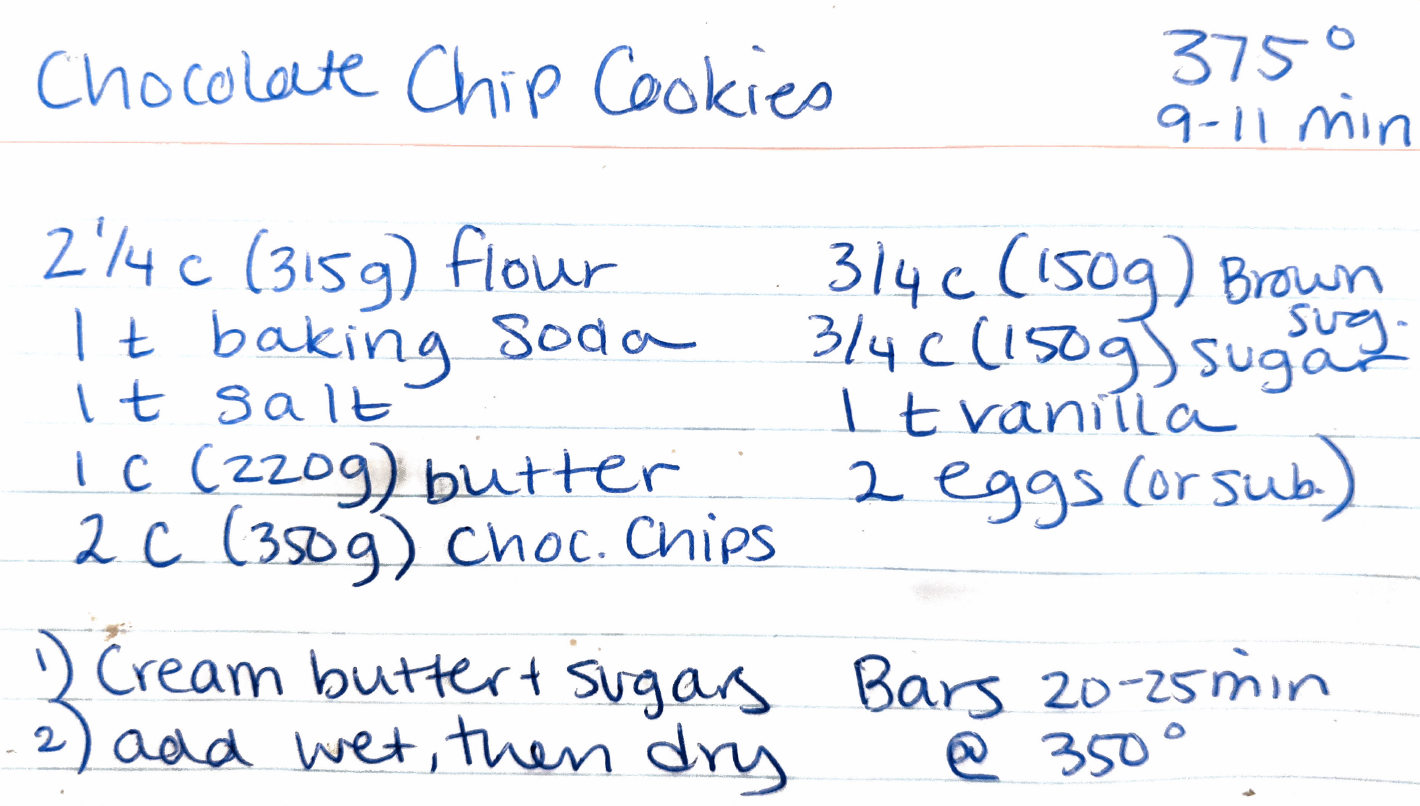 Chocolate Chip Cookies
375°
9-11 min
2 1/4 c (315g) flour
1 t baking soda
1 t salt
1 c (220g) butter
2 C (350g) Choc. Chips
3/4 c (150g) Brown
sug.
3/4 c (150g) sugar
1 t vanilla
2 eggs (or sub.)
1) Cream butter + sugars
2) add wet, then dry
Bars 20-25 min
@ 350°